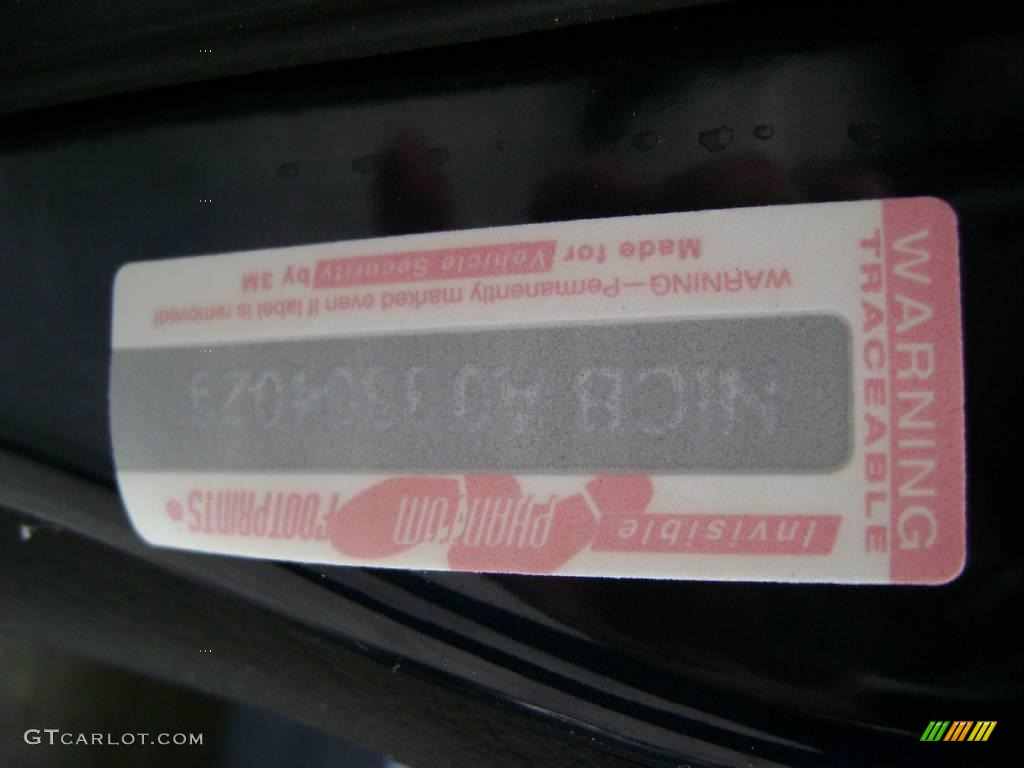 Invisible PHANTOM FOOTPRINTS
WARNING—Permanently marked even if label is removed!
Made for Vehicle Security by 3M
WARNING
TRACEABLE
GTCARLOT.COM